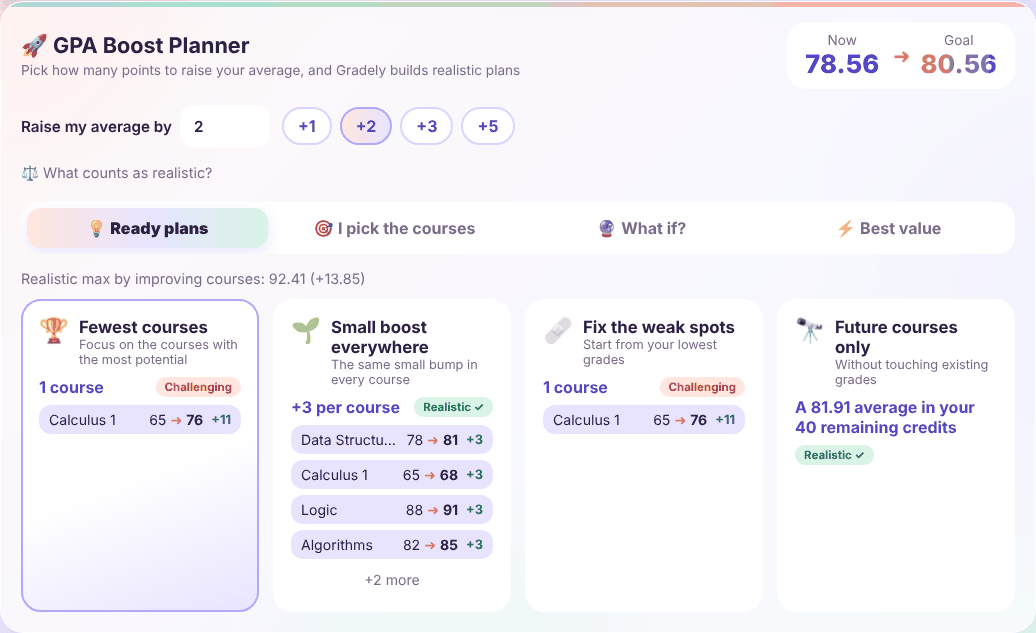 🚀 GPA Boost Planner
Pick how many points to raise your average, and Gradely builds realistic plans
Now
78.56
→
Goal
80.56
Raise my average by 2 +1 +2 +3 +5
⚖️ What counts as realistic?
💡 Ready plans 🎯 I pick the courses 🔮 What if? ⚡ Best value
Realistic max by improving courses: 92.41 (+13.85)
🏆 Fewest courses
Focus on the courses with
the most potential
1 course Challenging
Calculus 1 65 → 76 +11
🌱 Small boost
everywhere
The same small bump in
every course
+3 per course Realistic ✓
Data Structu... 78 → 81 +3
Calculus 1 65 → 68 +3
Logic 88 → 91 +3
Algorithms 82 → 85 +3
+2 more
🩹 Fix the weak spots
Start from your lowest
grades
1 course Challenging
Calculus 1 65 → 76 +11
🔭 Future courses
only
Without touching existing
grades
A 81.91 average in your
40 remaining credits
Realistic ✓